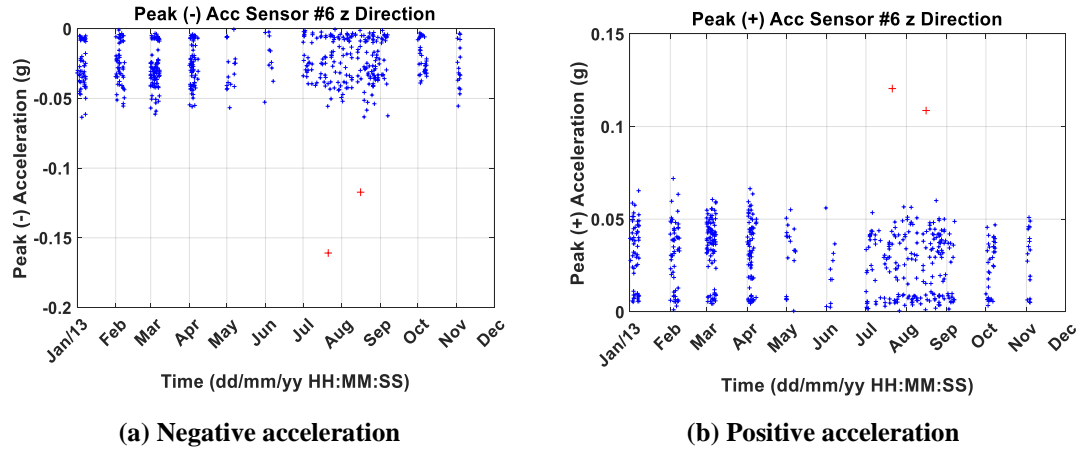 Peak (-) Acc Sensor #6 z Direction
0
-0.05
-0.1
-0.15
-0.2
Peak (-) Acceleration (g)
Jan/13 Feb Mar Apr May Jun Jul Aug Sep Oct Nov Dec
Time (dd/mm/yy HH:MM:SS)
(a) Negative acceleration
Peak (+) Acc Sensor #6 z Direction
0.15
0.1
0.05
0
Peak (+) Acceleration (g)
Jan/13 Feb Mar Apr May Jun Jul Aug Sep Oct Nov Dec
Time (dd/mm/yy HH:MM:SS)
(b) Positive acceleration